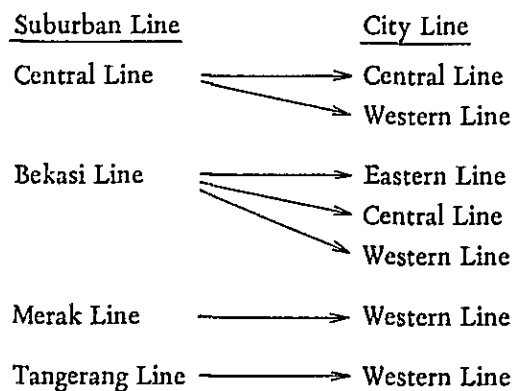 Suburban Line City Line
Central Line Central Line
Western Line
Bekasi Line Eastern Line
Central Line
Western Line
Merak Line Western Line
Tangerang Line Western Line